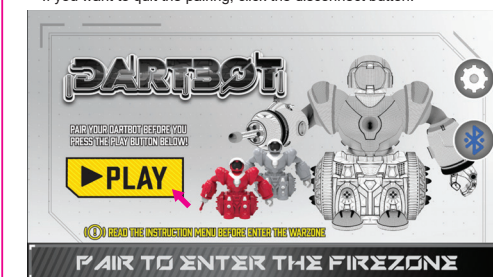 If you want to quit the pairing, click the disconnect button.
DARTBOT
PAIR YOUR DARTBOT BEFORE YOU
PRESS THE PLAY BUTTON BELOW!
PLAY
READ THE INSTRUCTION MENU BEFORE ENTER THE WARZONE
PAIR TO ENTER THE FIREZONE